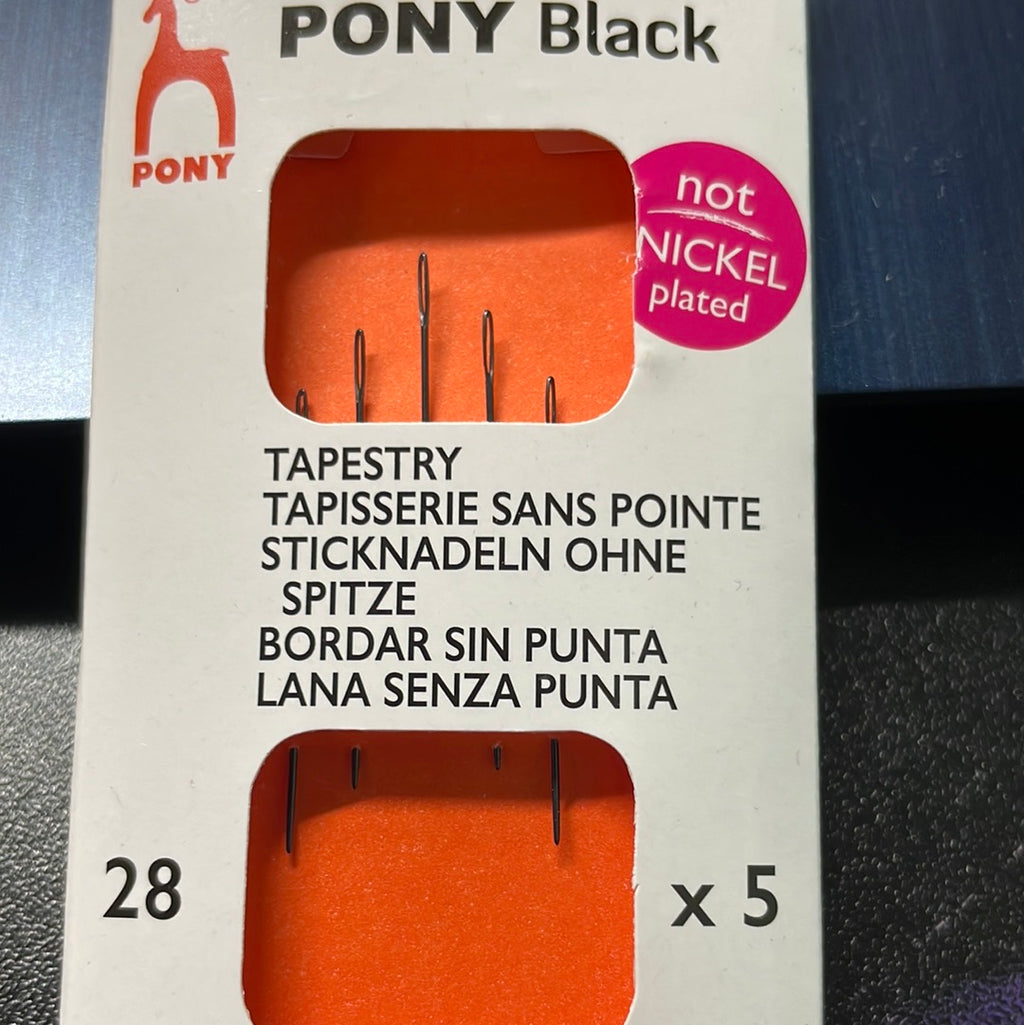 PONY Black
PONY
not
NICKEL
plated
TAPESTRY
TAPISSERIE SANS POINTE
STICKNADELN OHNE
SPITZE
BORDAR SIN PUNTA
LANA SENZA PUNTA
28
x 5